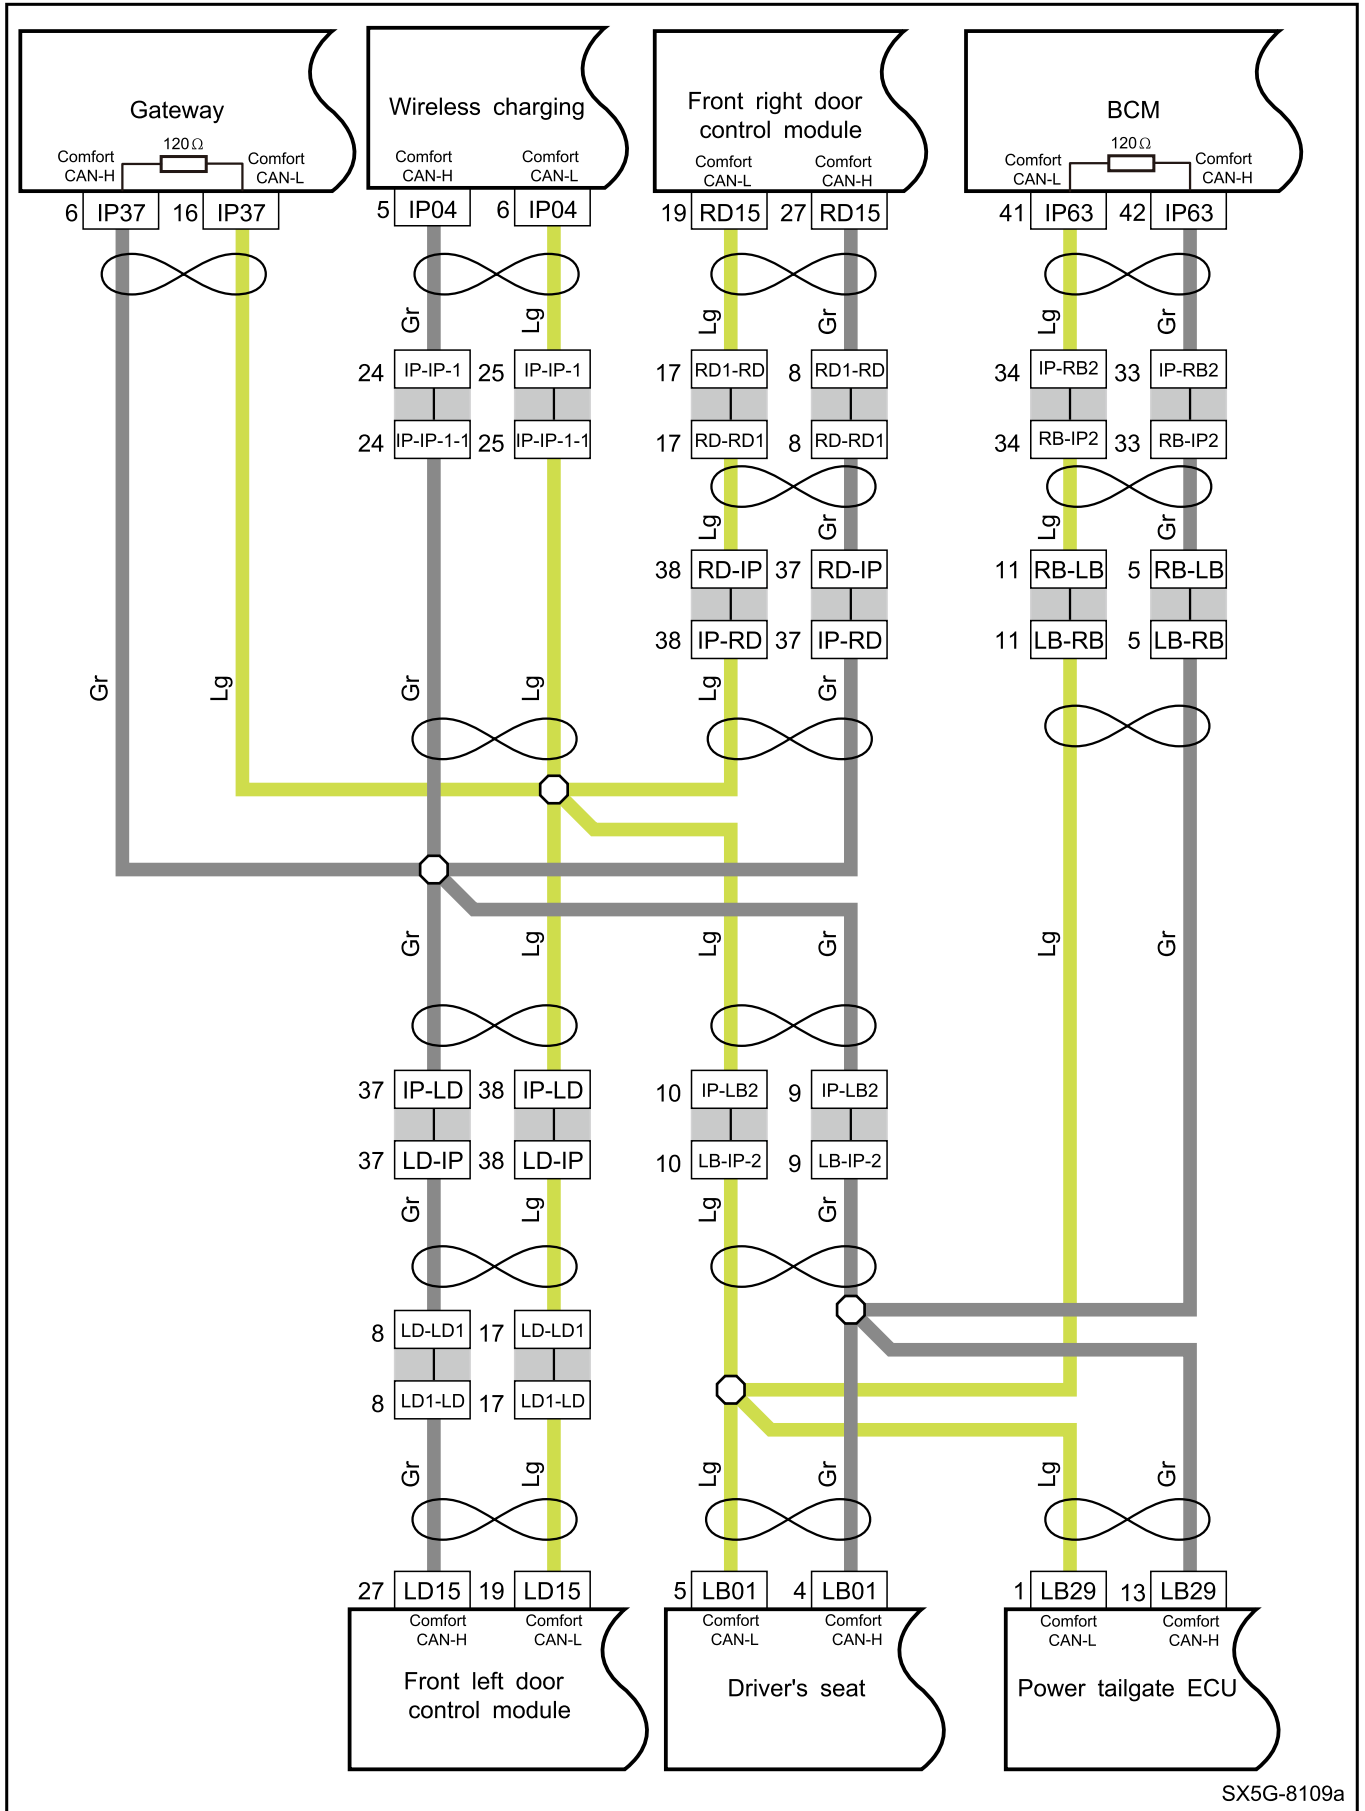 Gateway
120Ω
Comfort
CAN-H
Comfort
CAN-L
6 IP37 16 IP37
Wireless charging
Comfort
CAN-H
Comfort
CAN-L
5 IP04 6 IP04
Front right door
control module
Comfort
CAN-L
Comfort
CAN-H
19 RD15 27 RD15
BCM
120Ω
Comfort
CAN-L
Comfort
CAN-H
41 IP63 42 IP63
Gr Lg Lg Gr Lg Gr
24 IP-IP-1 25 IP-IP-1 17 RD1-RD 8 RD1-RD 34 IP-RB2 33 IP-RB2
24 IP-IP-1-1 25 IP-IP-1-1 17 RD-RD1 8 RD-RD1 34 RB-IP2 33 RB-IP2
Lg Gr Lg Gr
38 RD-IP 37 RD-IP 11 RB-LB 5 RB-LB
38 IP-RD 37 IP-RD 11 LB-RB 5 LB-RB
Gr Lg Gr Lg Lg Gr
Gr Lg Lg Gr Lg Gr
37 IP-LD 38 IP-LD 10 IP-LB2 9 IP-LB2
37 LD-IP 38 LD-IP 10 LB-IP-2 9 LB-IP-2
Gr Lg Lg Gr
8 LD-LD1 17 LD-LD1
8 LD1-LD 17 LD1-LD
Gr Lg Lg Gr Lg Gr
27 LD15 19 LD15 5 LB01 4 LB01 1 LB29 13 LB29
Comfort
CAN-H
Comfort
CAN-L
Front left door
control module
Comfort
CAN-L
Comfort
CAN-H
Driver's seat
Comfort
CAN-L
Comfort
CAN-H
Power tailgate ECU
SX5G-8109a